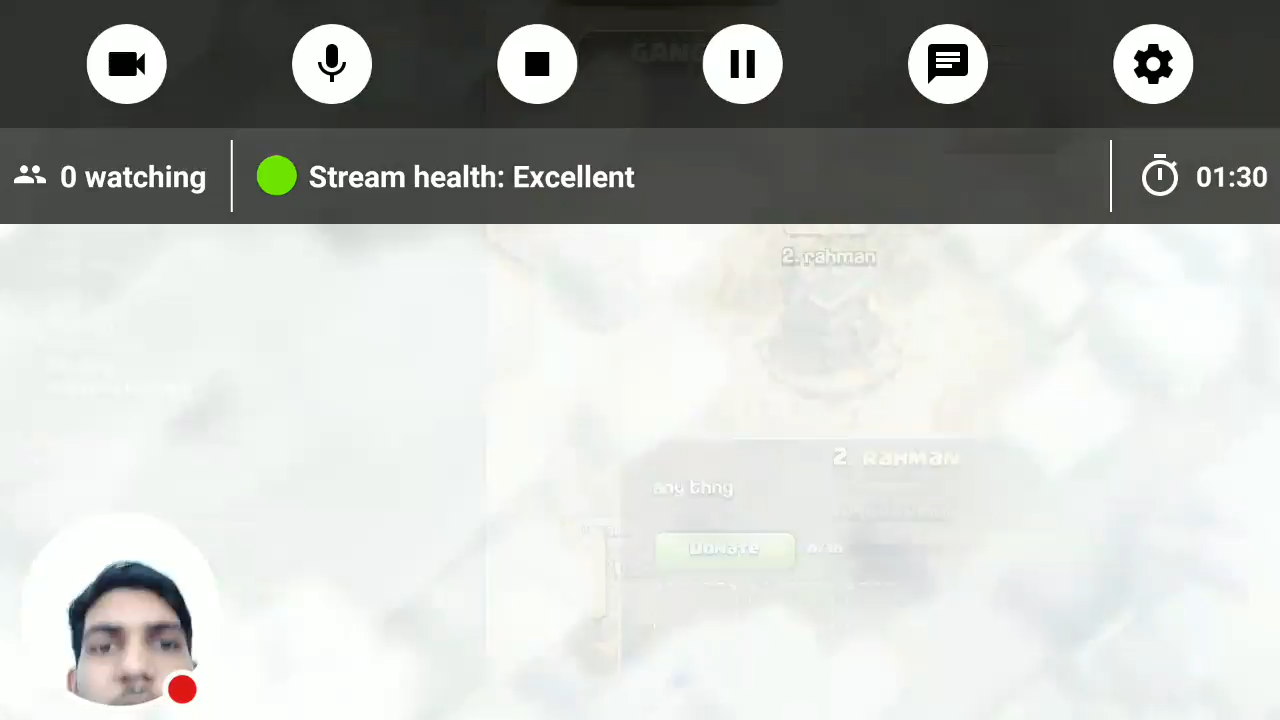 0 watching
Stream health: Excellent
01:30
2. rahman
2. RAHMAN
any thng
DONATE